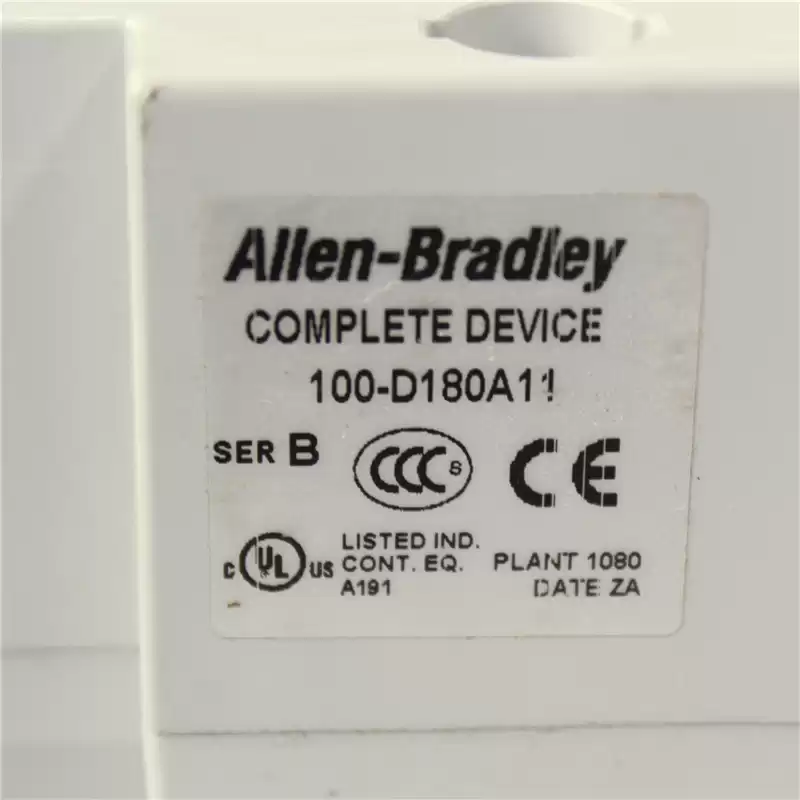 Allen-Bradley
COMPLETE DEVICE
100-D180A11
SER B CCC S CE
C UL US LISTED IND.
CONT. EQ.
A191
PLANT 1080
DATE ZA